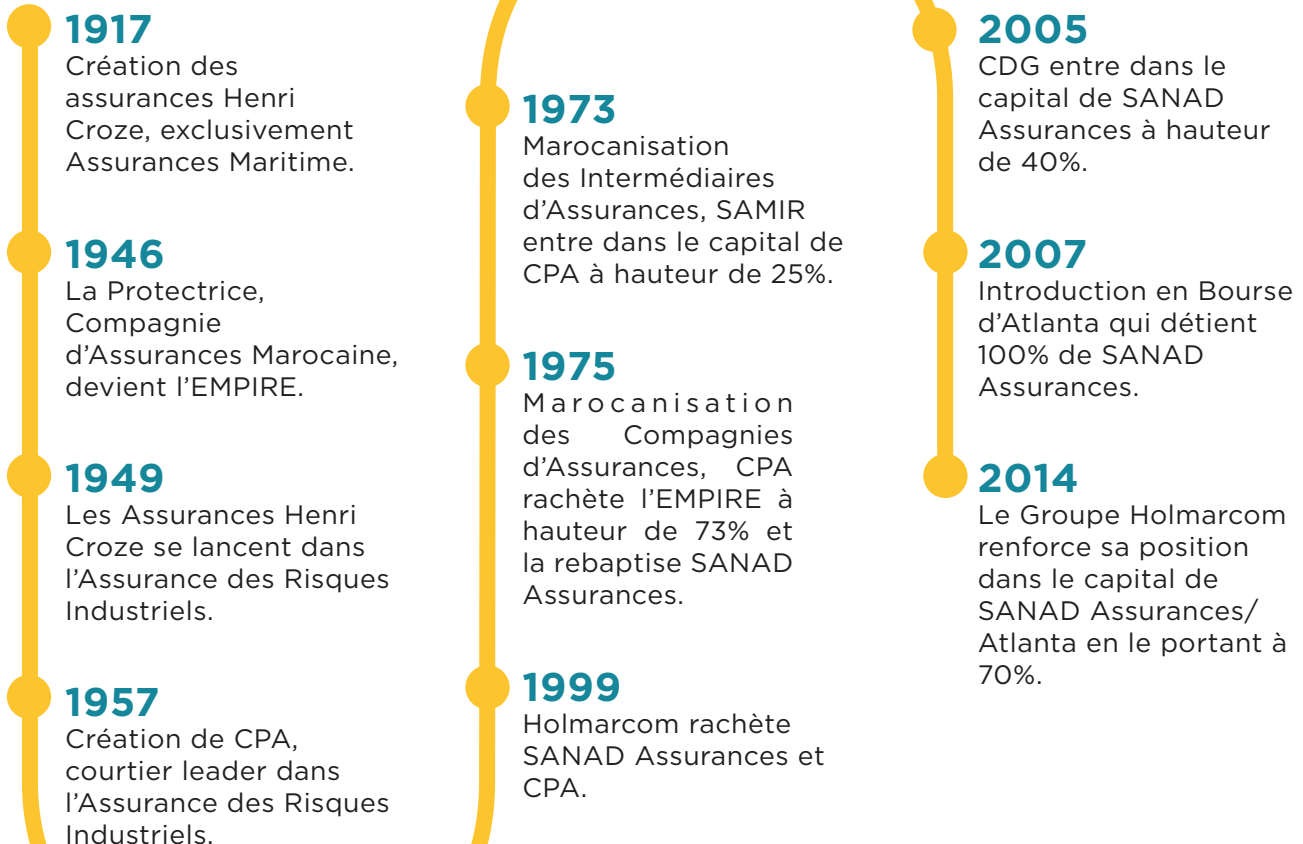 1917
Création des
assurances Henri
Croze, exclusivement
Assurances Maritime.
1946
La Protectrice,
Compagnie
d’Assurances Marocaine,
devient l’EMPIRE.
1949
Les Assurances Henri
Croze se lancent dans
l’Assurance des Risques
Industriels.
1957
Création de CPA,
courtier leader dans
l’Assurance des Risques
Industriels.
1973
Marocanisation
des Intermédiaires
d’Assurances, SAMIR
entre dans le capital de
CPA à hauteur de 25%.
1975
Marocanisation
des Compagnies
d’Assurances, CPA
rachète l’EMPIRE à
hauteur de 73% et
la rebaptise SANAD
Assurances.
1999
Holmarcom rachète
SANAD Assurances et
CPA.
2005
CDG entre dans le
capital de SANAD
Assurances à hauteur
de 40%.
2007
Introduction en Bourse
d’Atlanta qui détient
100% de SANAD
Assurances.
2014
Le Groupe Holmarcom
renforce sa position
dans le capital de
SANAD Assurances/
Atlanta en le portant à
70%.